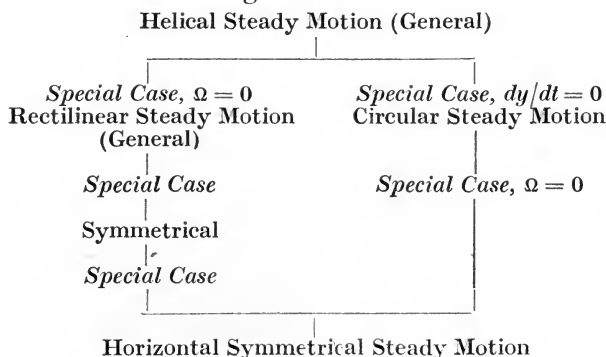 Helical Steady Motion (General)
Special Case, Ω = 0
Rectilinear Steady Motion
(General)
Special Case
Symmetrical
Special Case
Special Case, dy/dt = 0
Circular Steady Motion
Special Case, Ω = 0
Horizontal Symmetrical Steady Motion